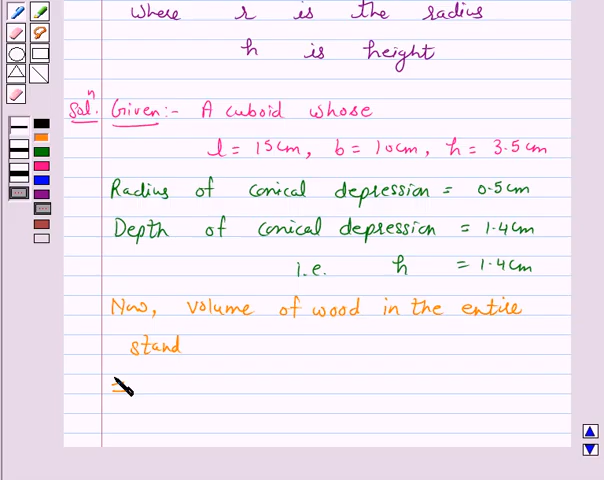 where r is the radius
h is height
Solⁿ. Given:- A cuboid whose
l = 15cm, b = 10cm, h = 3.5cm
Radius of conical depression = 0.5cm
Depth of conical depression = 1.4cm
i.e. h = 1.4cm
Now, volume of wood in the entire
stand
=